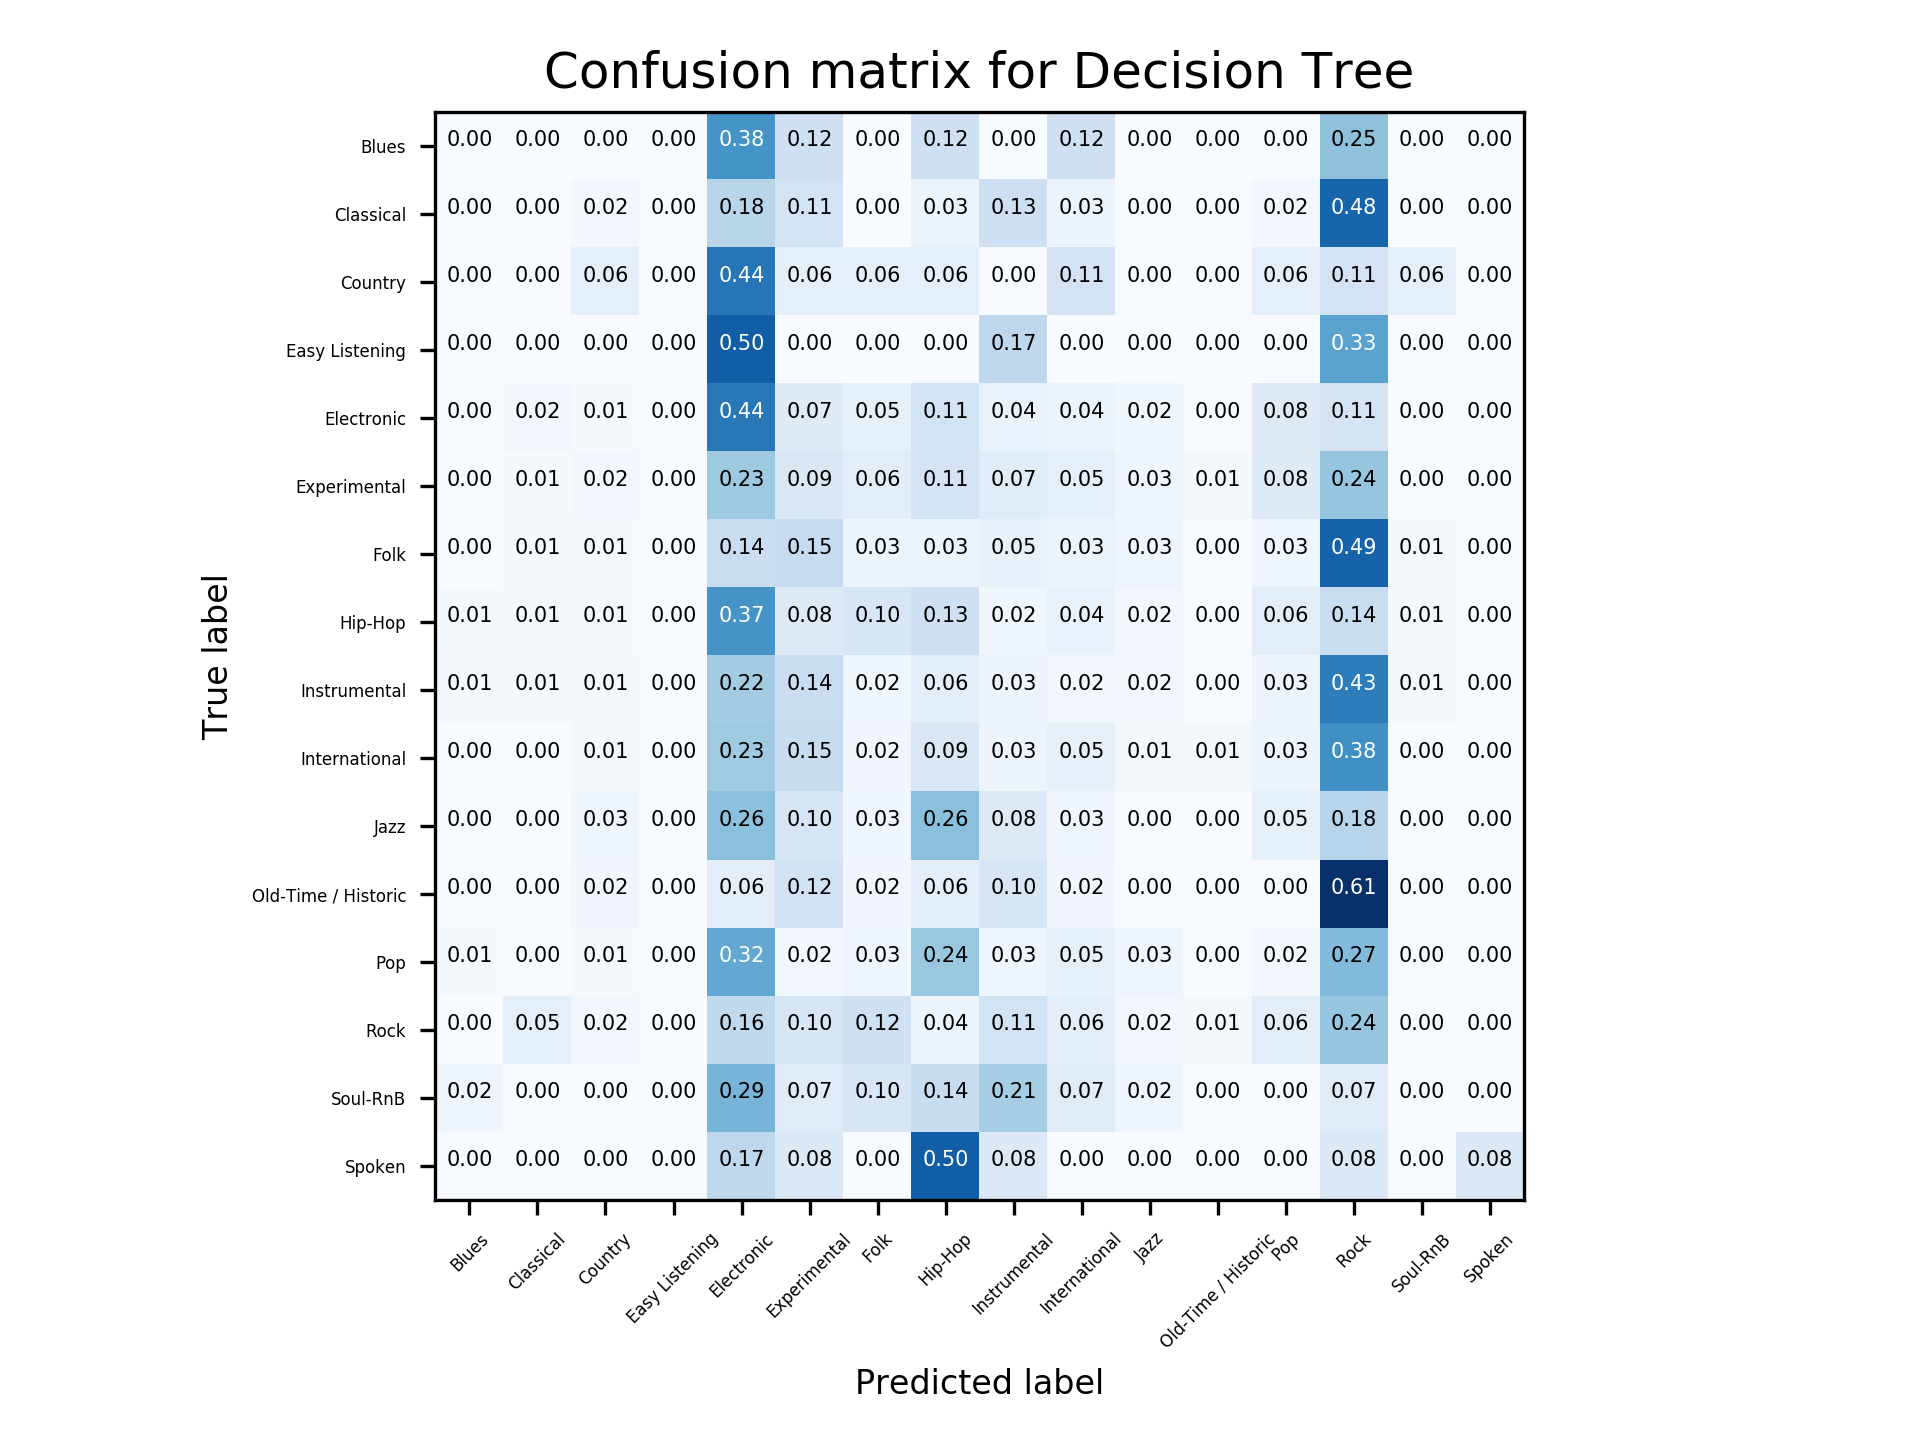 Confusion matrix for Decision Tree
Blues 0.00 0.00 0.00 0.00 0.38 0.12 0.00 0.12 0.00 0.12 0.00 0.00 0.00 0.25 0.00 0.00
Classical 0.00 0.00 0.02 0.00 0.18 0.11 0.00 0.03 0.13 0.03 0.00 0.00 0.02 0.48 0.00 0.00
Country 0.00 0.00 0.06 0.00 0.44 0.06 0.06 0.06 0.00 0.11 0.00 0.00 0.06 0.11 0.06 0.00
Easy Listening 0.00 0.00 0.00 0.00 0.50 0.00 0.00 0.00 0.17 0.00 0.00 0.00 0.00 0.33 0.00 0.00
Electronic 0.00 0.02 0.01 0.00 0.44 0.07 0.05 0.11 0.04 0.04 0.02 0.00 0.08 0.11 0.00 0.00
Experimental 0.00 0.01 0.02 0.00 0.23 0.09 0.06 0.11 0.07 0.05 0.03 0.01 0.08 0.24 0.00 0.00
Folk 0.00 0.01 0.01 0.00 0.14 0.15 0.03 0.03 0.05 0.03 0.03 0.00 0.03 0.49 0.01 0.00
Hip-Hop 0.01 0.01 0.01 0.00 0.37 0.08 0.10 0.13 0.02 0.04 0.02 0.00 0.06 0.14 0.01 0.00
Instrumental 0.01 0.01 0.01 0.00 0.22 0.14 0.02 0.06 0.03 0.02 0.02 0.00 0.03 0.43 0.01 0.00
International 0.00 0.00 0.01 0.00 0.23 0.15 0.02 0.09 0.03 0.05 0.01 0.01 0.03 0.38 0.00 0.00
Jazz 0.00 0.00 0.03 0.00 0.26 0.10 0.03 0.26 0.08 0.03 0.00 0.00 0.05 0.18 0.00 0.00
Old-Time / Historic 0.00 0.00 0.02 0.00 0.06 0.12 0.02 0.06 0.10 0.02 0.00 0.00 0.00 0.61 0.00 0.00
Pop 0.01 0.00 0.01 0.00 0.32 0.02 0.03 0.24 0.03 0.05 0.03 0.00 0.02 0.27 0.00 0.00
Rock 0.00 0.05 0.02 0.00 0.16 0.10 0.12 0.04 0.11 0.06 0.02 0.01 0.06 0.24 0.00 0.00
Soul-RnB 0.02 0.00 0.00 0.00 0.29 0.07 0.10 0.14 0.21 0.07 0.02 0.00 0.00 0.07 0.00 0.00
Spoken 0.00 0.00 0.00 0.00 0.17 0.08 0.00 0.50 0.08 0.00 0.00 0.00 0.00 0.08 0.00 0.08
True label
Blues Classical Country Easy Listening Electronic Experimental Folk Hip-Hop Instrumental International Jazz Old-Time / Historic Pop Rock Soul-RnB Spoken
Predicted label